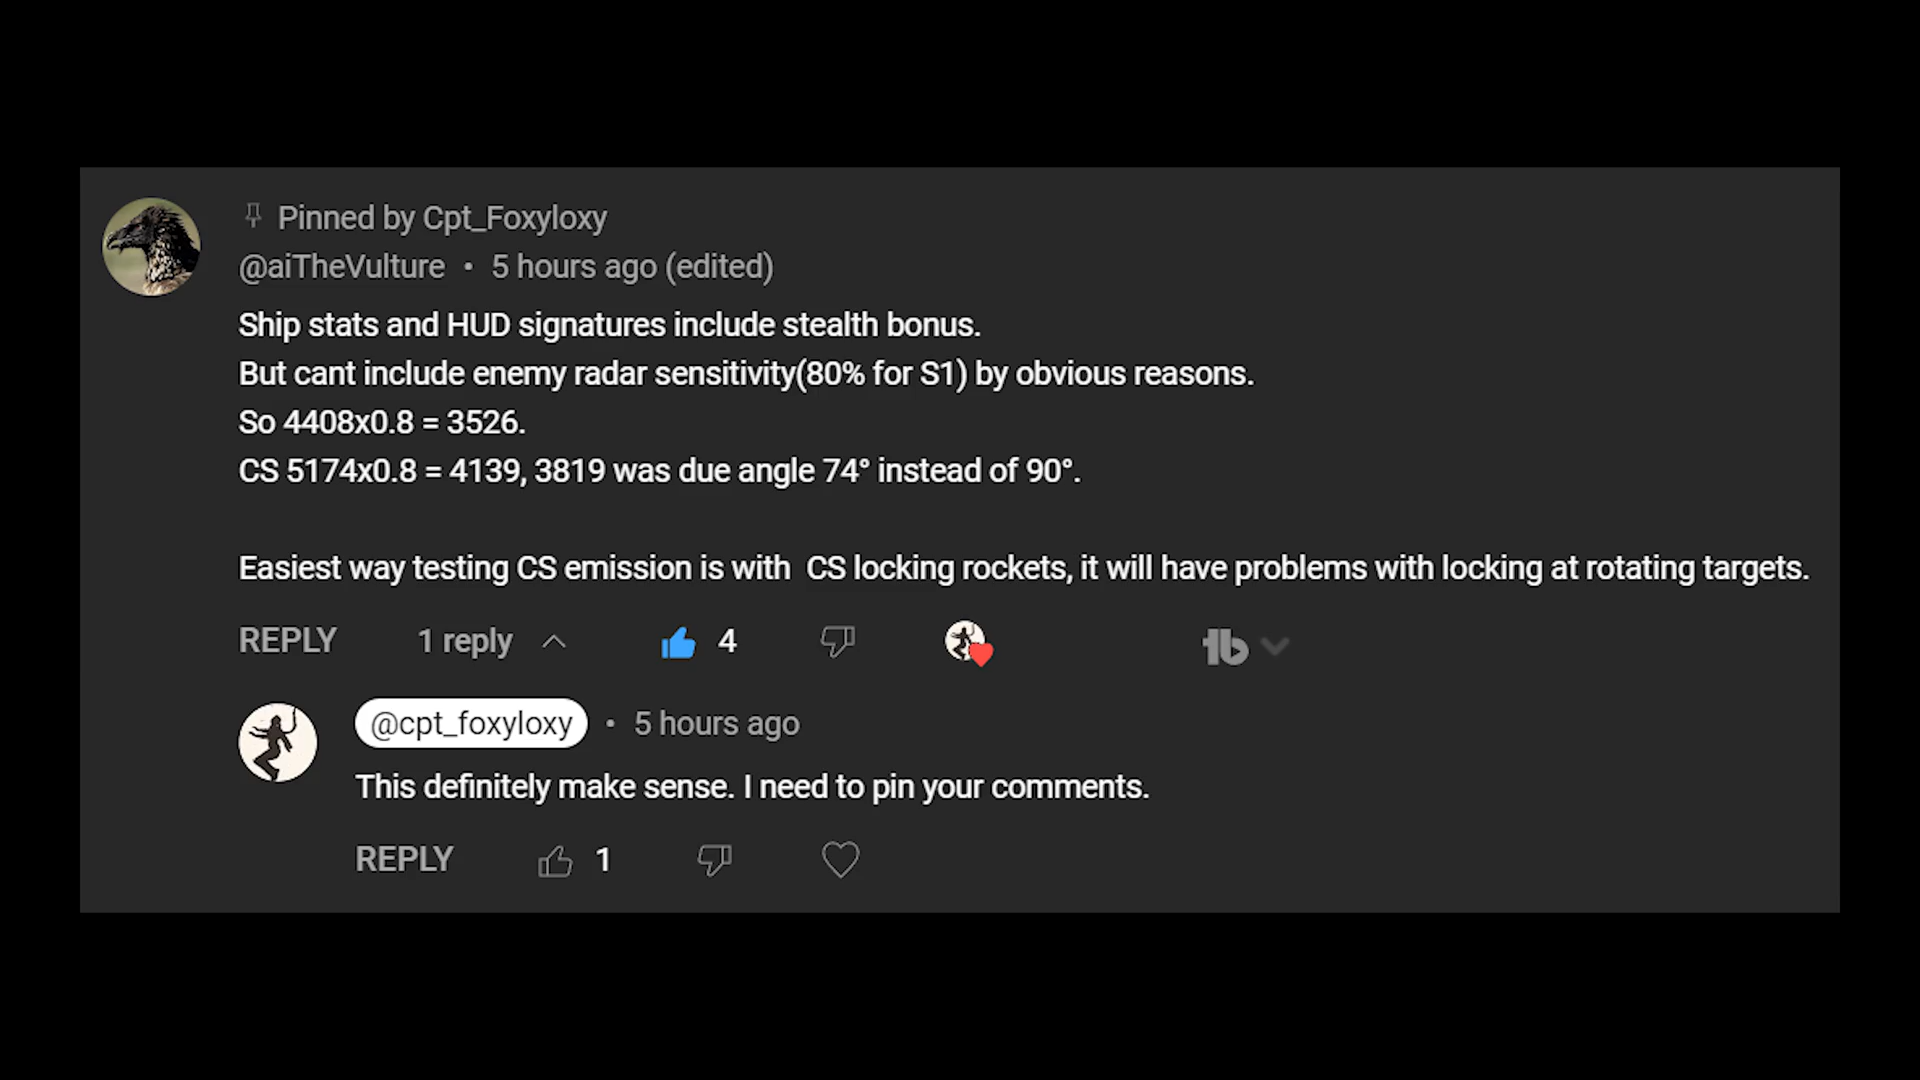 Pinned by Cpt_Foxyloxy
@aiTheVulture • 5 hours ago (edited)
Ship stats and HUD signatures include stealth bonus.
But cant include enemy radar sensitivity(80% for S1) by obvious reasons.
So 4408x0.8 = 3526.
CS 5174x0.8 = 4139, 3819 was due angle 74° instead of 90°.
Easiest way testing CS emission is with  CS locking rockets, it will have problems with locking at rotating targets.
REPLY 1 reply 4 tb
@cpt_foxyloxy • 5 hours ago
This definitely make sense. I need to pin your comments.
REPLY 1